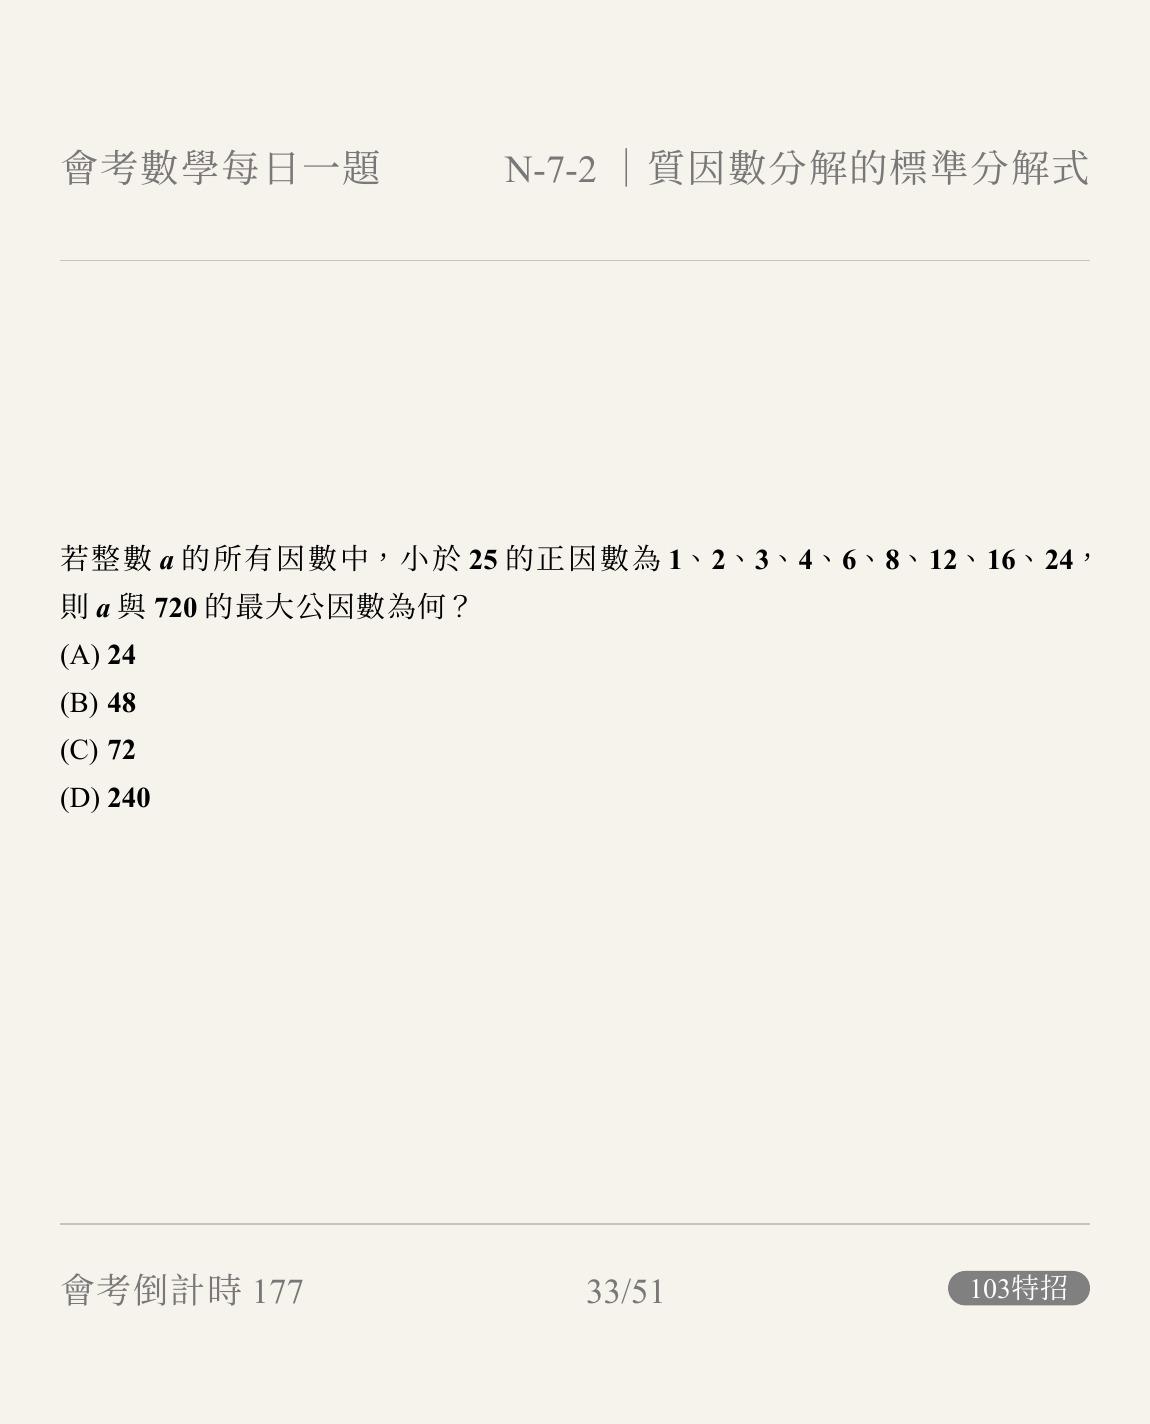 會考數學每日一題
N-7-2 │ 質因數分解的標準分解式
若整數 a 的所有因數中，小於 25 的正因數為 1、2、3、4、6、8、12、16、24，
則 a 與 720 的最大公因數為何？
(A) 24
(B) 48
(C) 72
(D) 240
會考倒計時 177
33/51
103特招